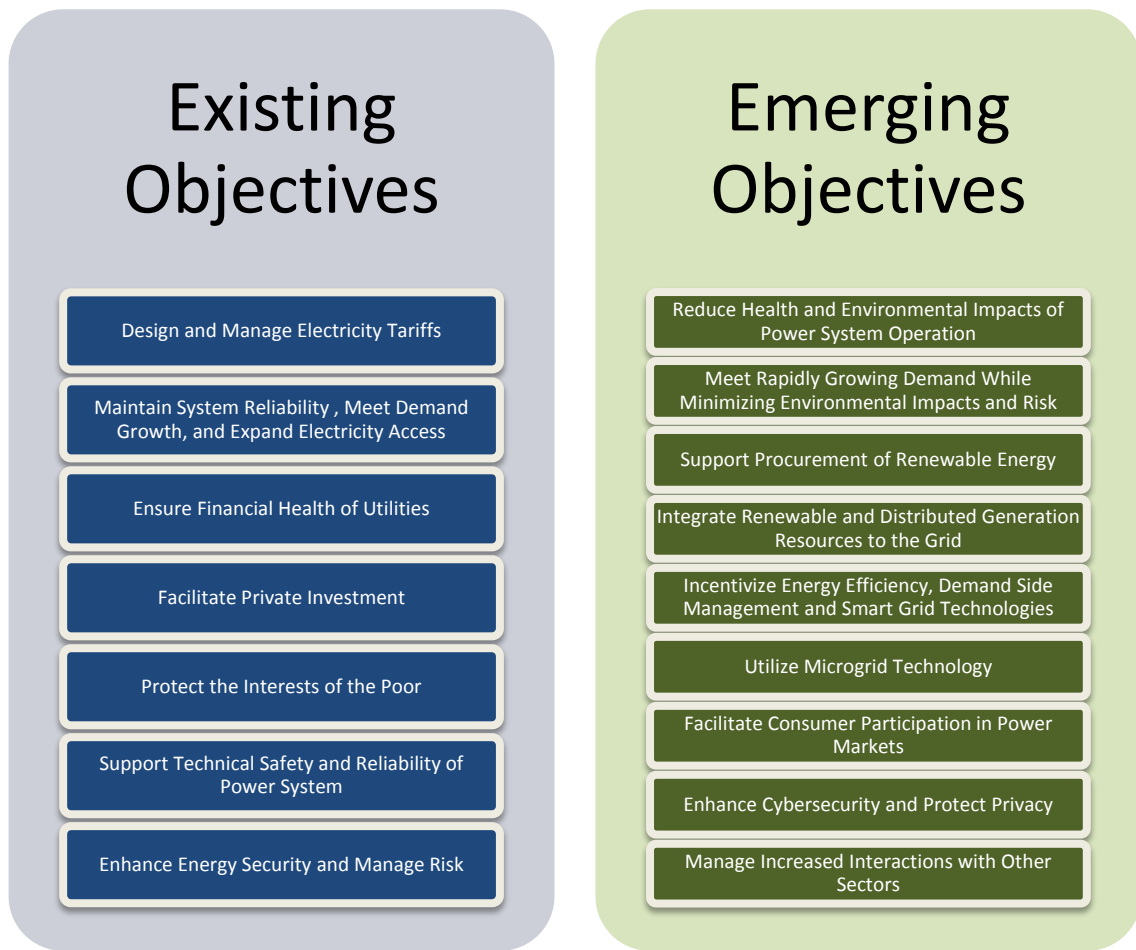 Existing
Objectives
Design and Manage Electricity Tariffs
Maintain System Reliability , Meet Demand
Growth, and Expand Electricity Access
Ensure Financial Health of Utilities
Facilitate Private Investment
Protect the Interests of the Poor
Support Technical Safety and Reliability of
Power System
Enhance Energy Security and Manage Risk
Emerging
Objectives
Reduce Health and Environmental Impacts of
Power System Operation
Meet Rapidly Growing Demand While
Minimizing Environmental Impacts and Risk
Support Procurement of Renewable Energy
Integrate Renewable and Distributed Generation
Resources to the Grid
Incentivize Energy Efficiency, Demand Side
Management and Smart Grid Technologies
Utilize Microgrid Technology
Facilitate Consumer Participation in Power
Markets
Enhance Cybersecurity and Protect Privacy
Manage Increased Interactions with Other
Sectors